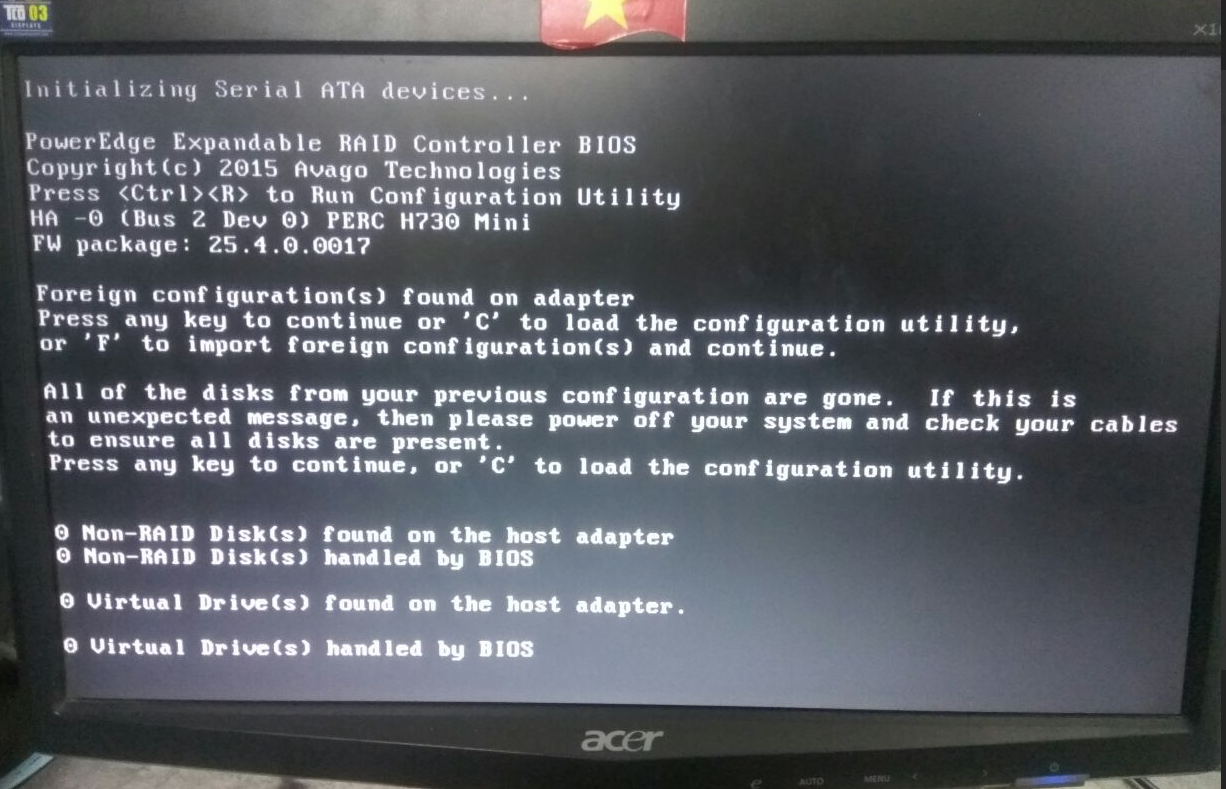 TCO 03
DISPLAYS
X1
Initializing Serial ATA devices...
PowerEdge Expandable RAID Controller BIOS
Copyright(c) 2015 Avago Technologies
Press <Ctrl><R> to Run Configuration Utility
HA -0 (Bus 2 Dev 0) PERC H730 Mini
FW package: 25.4.0.0017
Foreign configuration(s) found on adapter
Press any key to continue or 'C' to load the configuration utility,
or 'F' to import foreign configuration(s) and continue.
All of the disks from your previous configuration are gone.  If this is
an unexpected message, then please power off your system and check your cables
to ensure all disks are present.
Press any key to continue, or 'C' to load the configuration utility.
0 Non-RAID Disk(s) found on the host adapter
0 Non-RAID Disk(s) handled by BIOS
0 Virtual Drive(s) found on the host adapter.
0 Virtual Drive(s) handled by BIOS
acer
e AUTO MENU < >